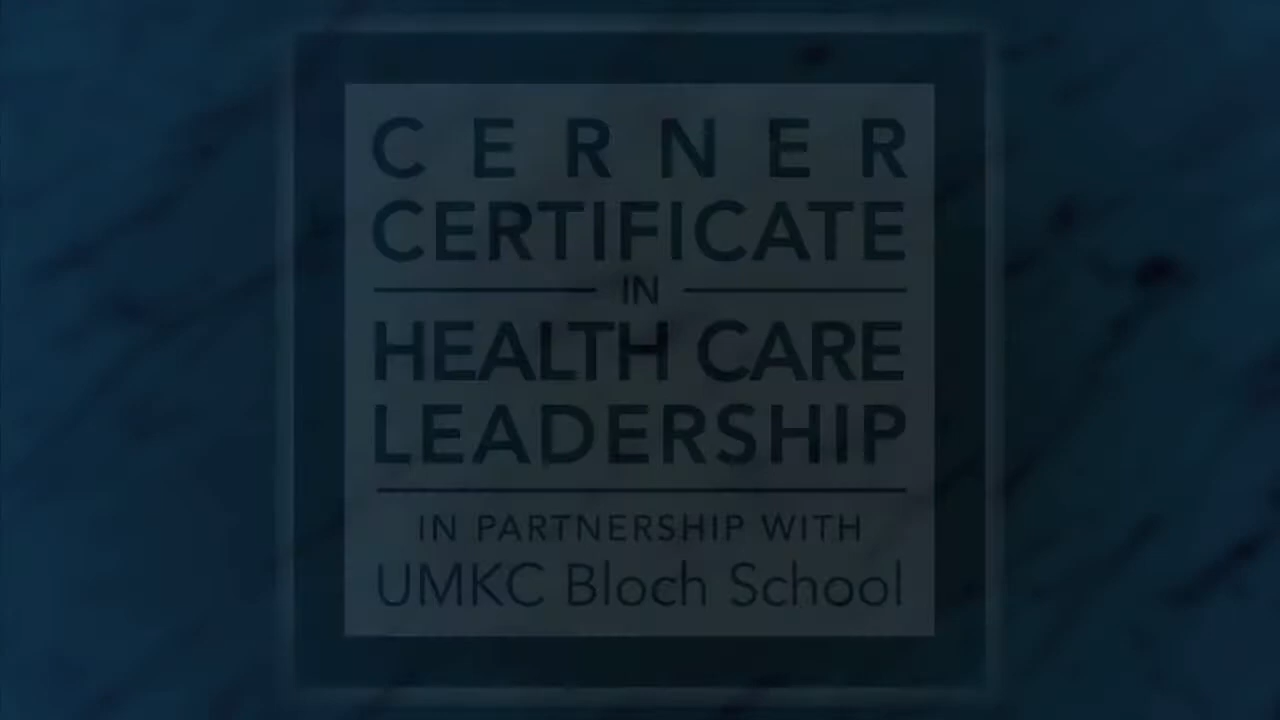 CERNER
CERTIFICATE
IN
HEALTH CARE
LEADERSHIP
IN PARTNERSHIP WITH
UMKC Bloch School